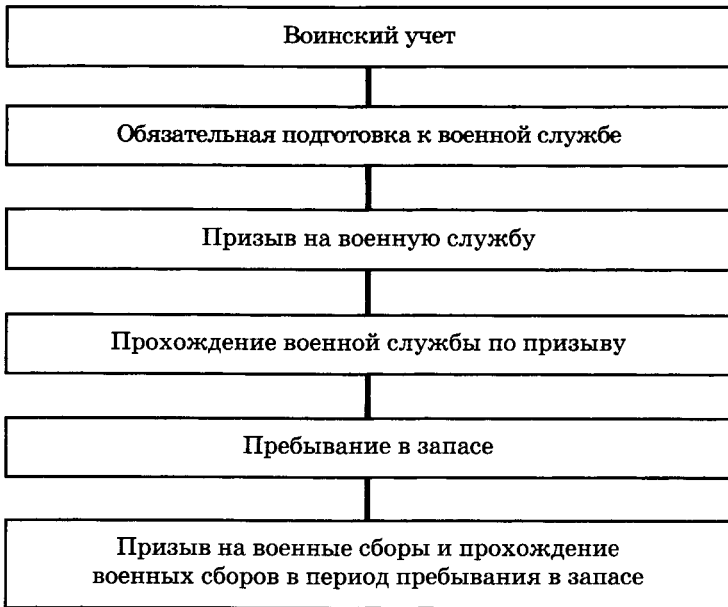 Воинский учет
Обязательная подготовка к военной службе
Призыв на военную службу
Прохождение военной службы по призыву
Пребывание в запасе
Призыв на военные сборы и прохождение
военных сборов в период пребывания в запасе